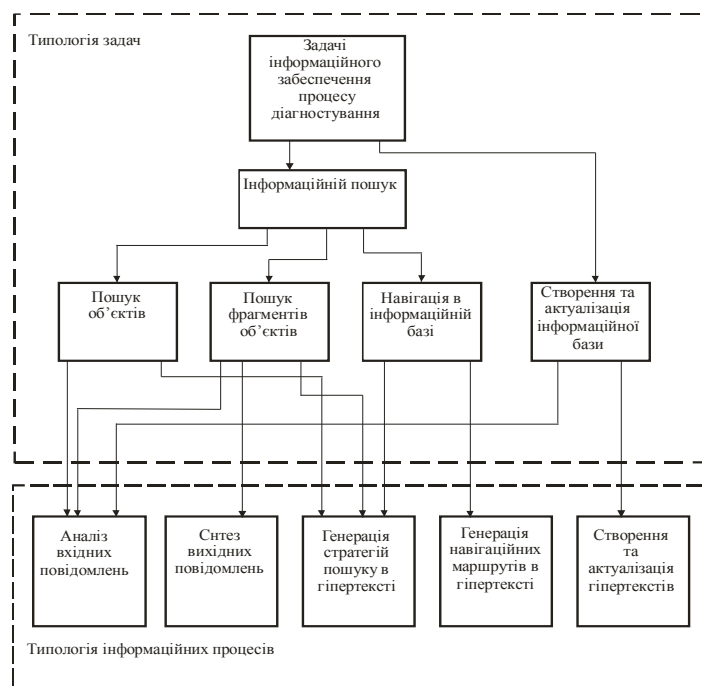 Типологія задач
Задачі
інформаційного
забеспечення
процесу
діагностування
Інформаційній пошук
Пошук
об’єктів
Пошук
фрагментів
об’єктів
Навігація в
інформаційній
базі
Створення та
актуалізація
інформаційної
бази
Аналіз
вхідних
повідомлень
Снтез
вихідних
повідомлень
Генерація
стратегій
пошуку в
гіпертексті
Генерація
навігаційних
маршрутів в
гіпертексті
Створення
та
актуалізація
гіпертекстів
Типологія інформаційних процесів